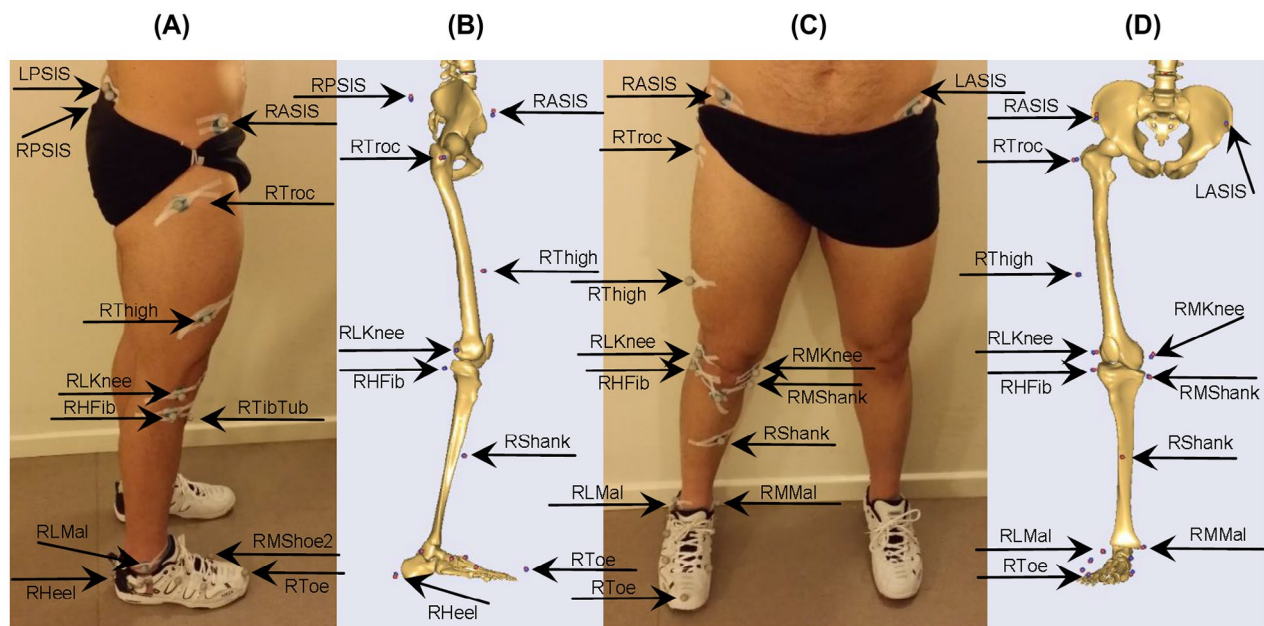 (A)
(B)
(C)
(D)
LPSIS
RPSIS
RASIS
RTroc
RThigh
RLKnee
RHFib
RTibTub
RLMal
RMShoe2
RHeel
RToe
RPSIS
RASIS
RTroc
RThigh
RLKnee
RHFib
RShank
RToe
RHeel
RASIS
LASIS
RTroc
RThigh
RLKnee
RHFib
RMKnee
RMShank
RShank
RLMal
RMMal
RToe
RASIS
RTroc
LASIS
RThigh
RMKnee
RLKnee
RHFib
RMShank
RShank
RLMal
RMMal
RToe